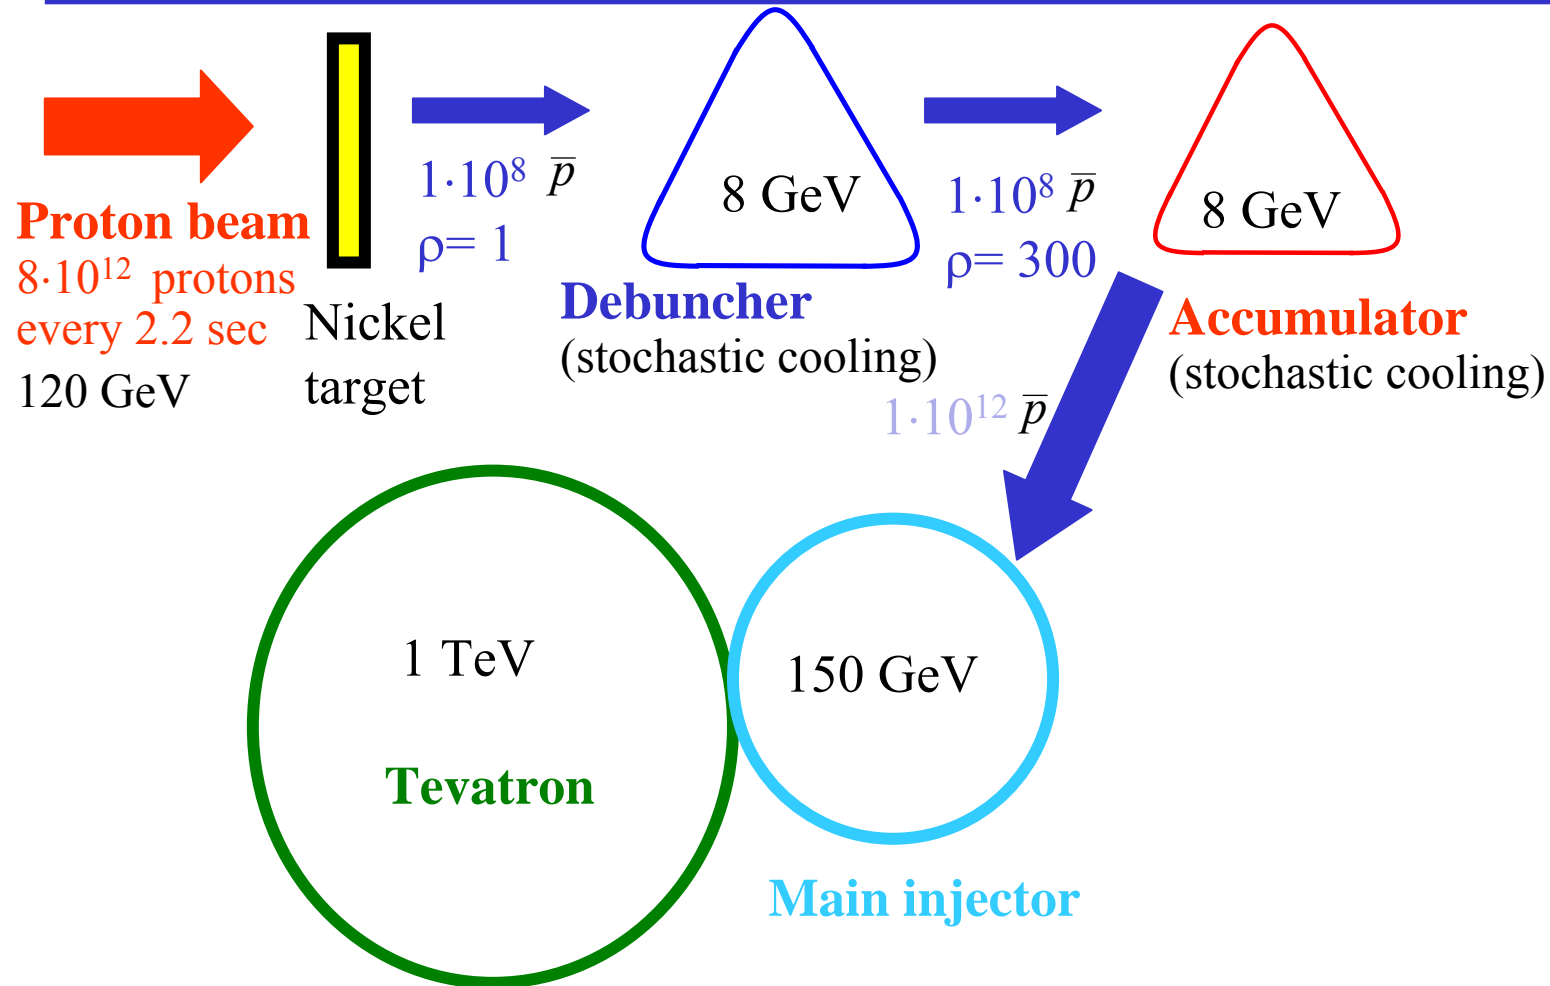 1·10⁸ p̅
ρ= 1
8 GeV
1·10⁸ p̅
ρ= 300
8 GeV
Proton beam
8·10¹² protons
every 2.2 sec
120 GeV
Nickel
target
Debuncher
(stochastic cooling)
Accumulator
(stochastic cooling)
1·10¹² p̅
1 TeV
Tevatron
150 GeV
Main injector